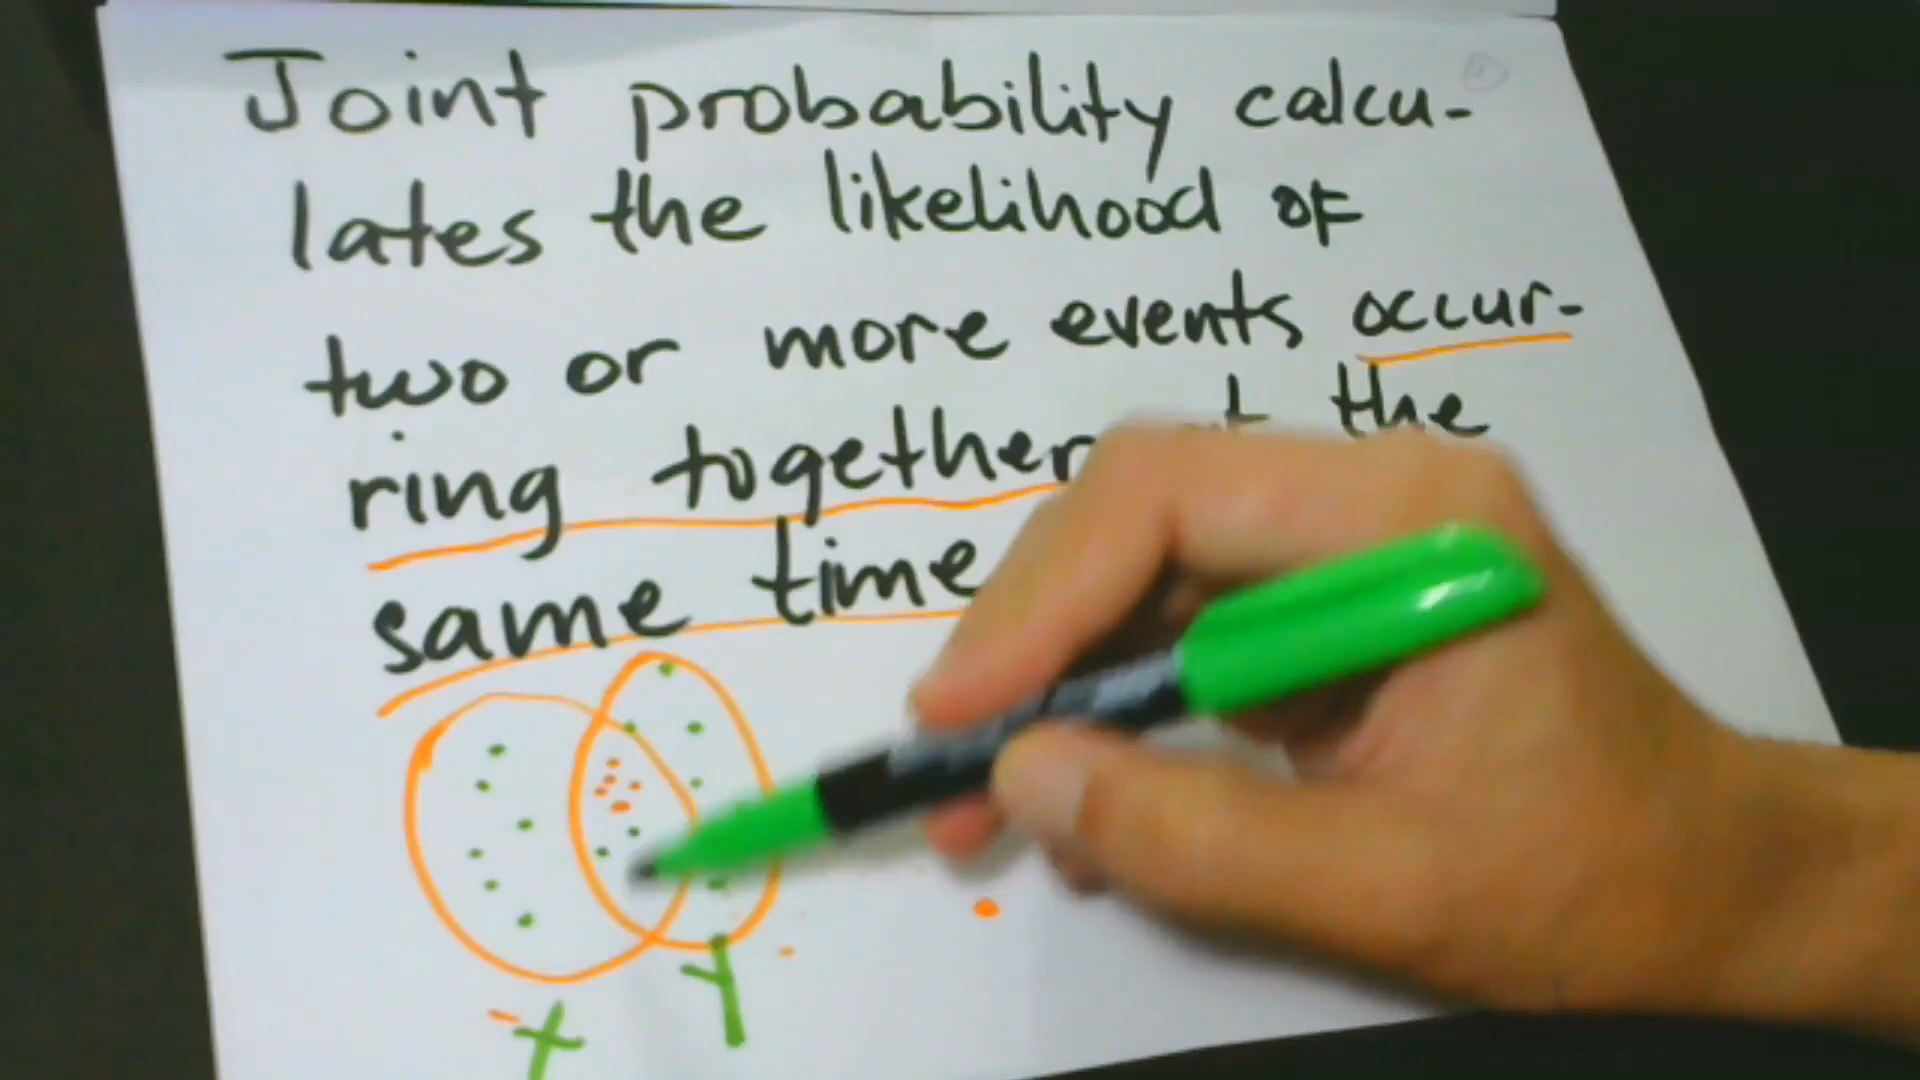 Joint probability calcu-
lates the likelihood of
two or more events occur-
ring together the
same time
X Y